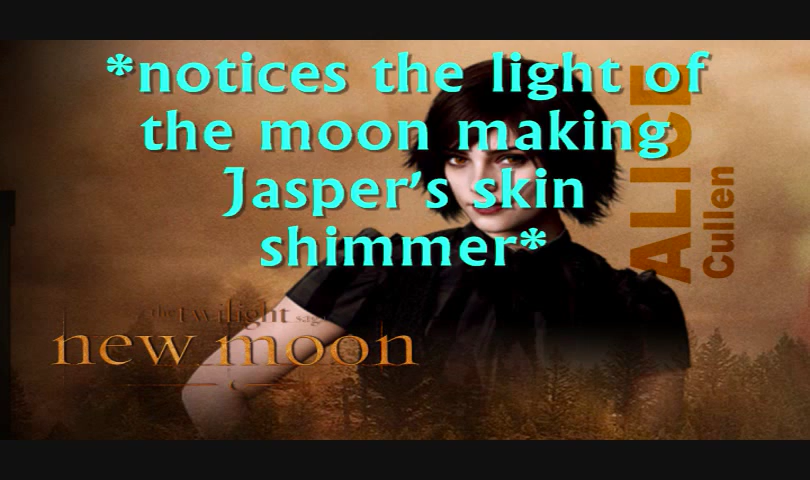 *notices the light of
the moon making
Jasper's skin
shimmer*
ALICE
Cullen
the twilight saga
new moon